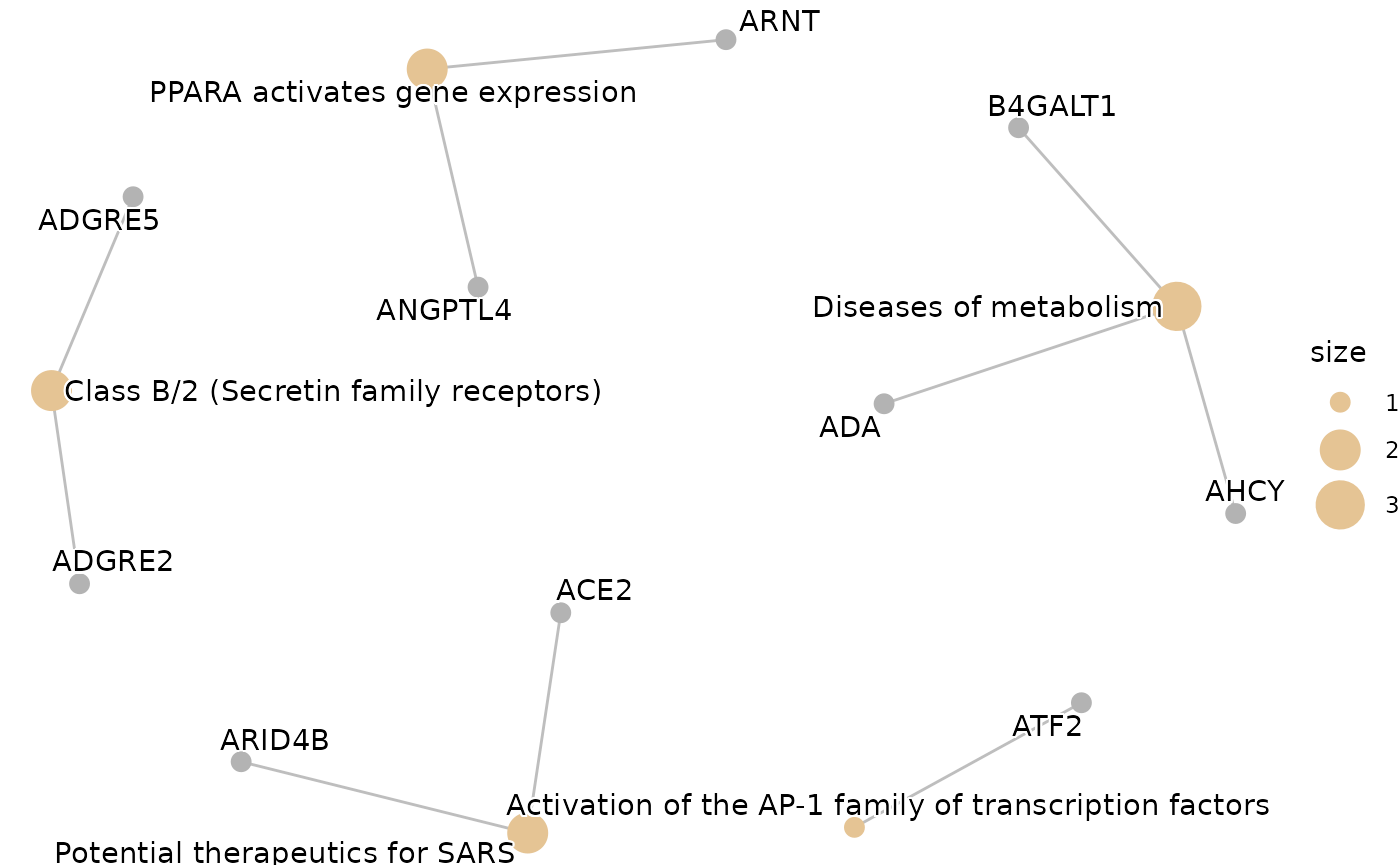 ARNT
PPARA activates gene expression
B4GALT1
ADGRE5
ANGPTL4
Diseases of metabolism
size
Class B/2 (Secretin family receptors)
1
ADA
2
AHCY
3
ADGRE2
ACE2
ATF2
ARID4B
Activation of the AP-1 family of transcription factors
Potential therapeutics for SARS